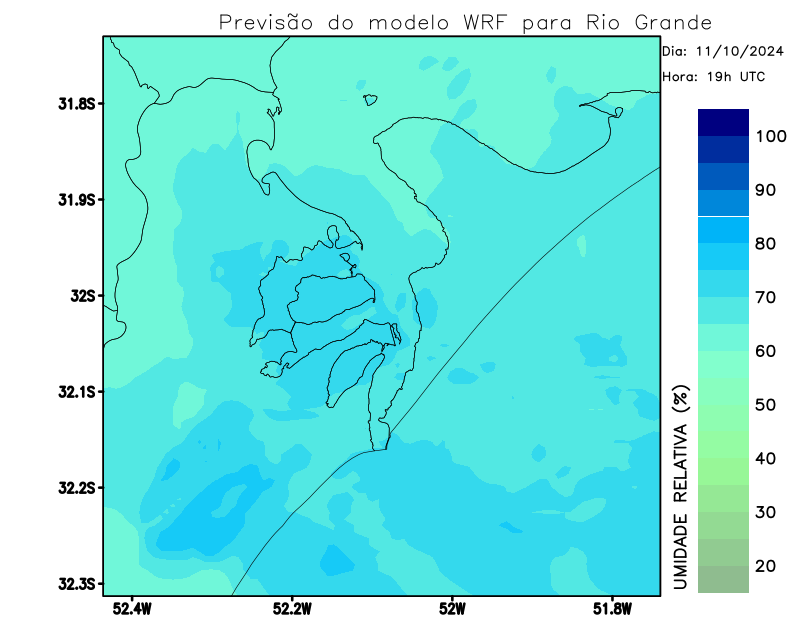 Previsão do modelo WRF para Rio Grande
Dia: 11/10/2024
Hora: 19h UTC
31.8S
31.9S
32S
32.1S
32.2S
32.3S
52.4W
52.2W
52W
51.8W
100
90
80
70
60
50
40
30
20
UMIDADE RELATIVA (%)